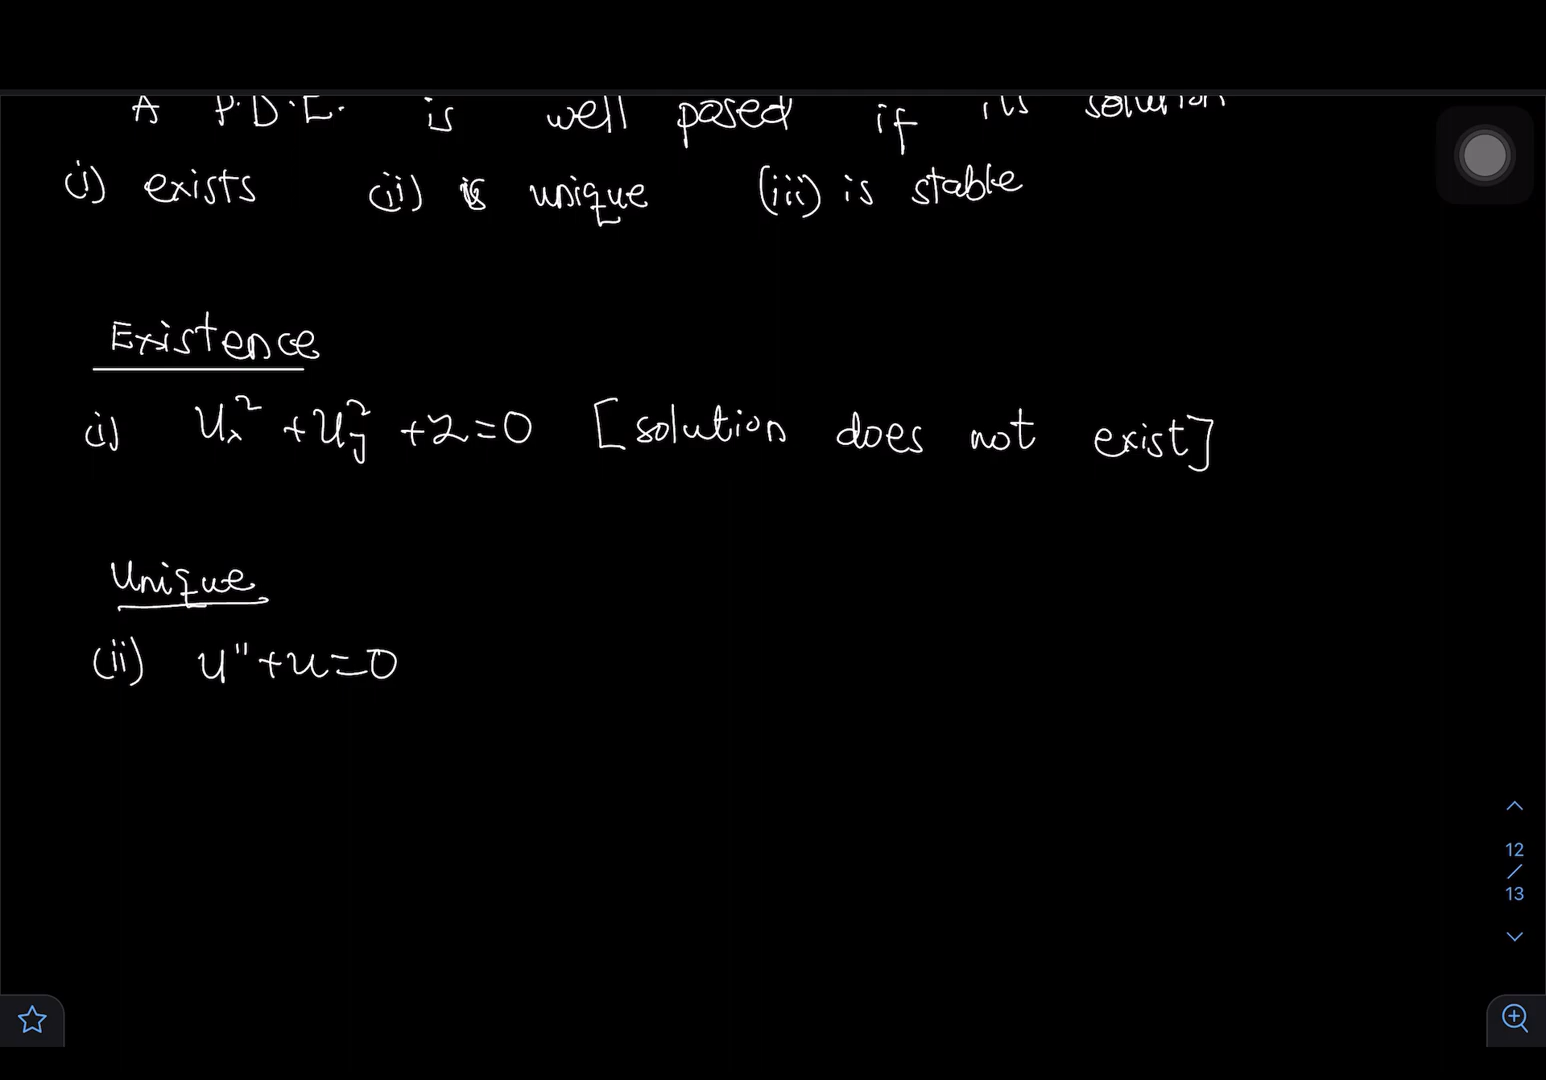 A P.D.E. is well posed if its solution
(i) exists (ii) is unique (iii) is stable
Existence
(i) uₓ² + u_y² + 2 = 0 [solution does not exist]
Unique
(ii) u'' + u = 0
12
/
13